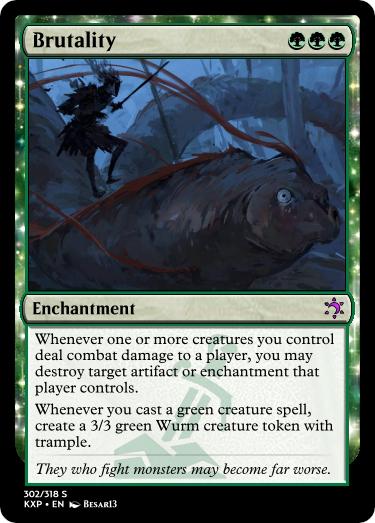 Brutality
Enchantment
Whenever one or more creatures you control
deal combat damage to a player, you may
destroy target artifact or enchantment that
player controls.
Whenever you cast a green creature spell,
create a 3/3 green Wurm creature token with
trample.
They who fight monsters may become far worse.
302/318 S
KXP • EN Besar13